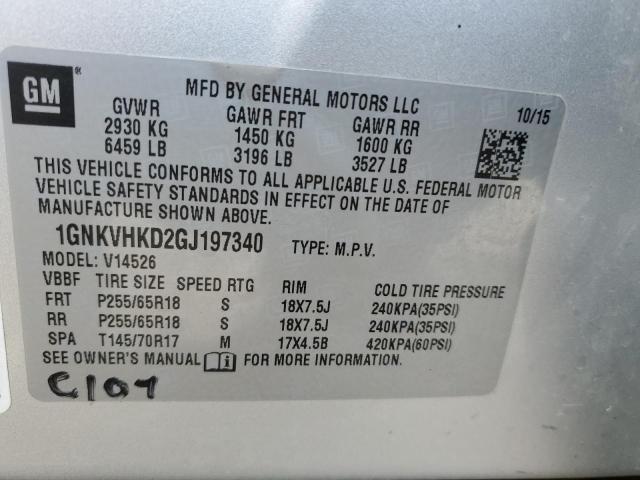 GM®
MFD BY GENERAL MOTORS LLC
10/15
GVWR GAWR FRT GAWR RR
2930 KG 1450 KG 1600 KG
6459 LB 3196 LB 3527 LB
THIS VEHICLE CONFORMS TO ALL APPLICABLE U.S. FEDERAL MOTOR
VEHICLE SAFETY STANDARDS IN EFFECT ON THE DATE OF
MANUFACTURE SHOWN ABOVE.
1GNKVHKD2GJ197340 TYPE: M.P.V.
MODEL: V14526
VBBF TIRE SIZE SPEED RTG RIM COLD TIRE PRESSURE
FRT P255/65R18 S 18X7.5J 240KPA(35PSI)
RR P255/65R18 S 18X7.5J 240KPA(35PSI)
SPA T145/70R17 M 17X4.5B 420KPA(60PSI)
SEE OWNER'S MANUAL FOR MORE INFORMATION.